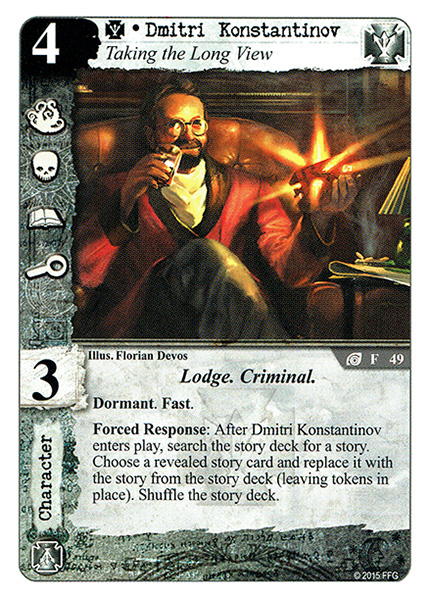 4
• Dmitri Konstantinov
Taking the Long View
Illus. Florian Devos
F 49
3
Lodge. Criminal.
Dormant. Fast.
Forced Response: After Dmitri Konstantinov
enters play, search the story deck for a story.
Choose a revealed story card and replace it with
the story from the story deck (leaving tokens in
place). Shuffle the story deck.
Character
© 2015 FFG